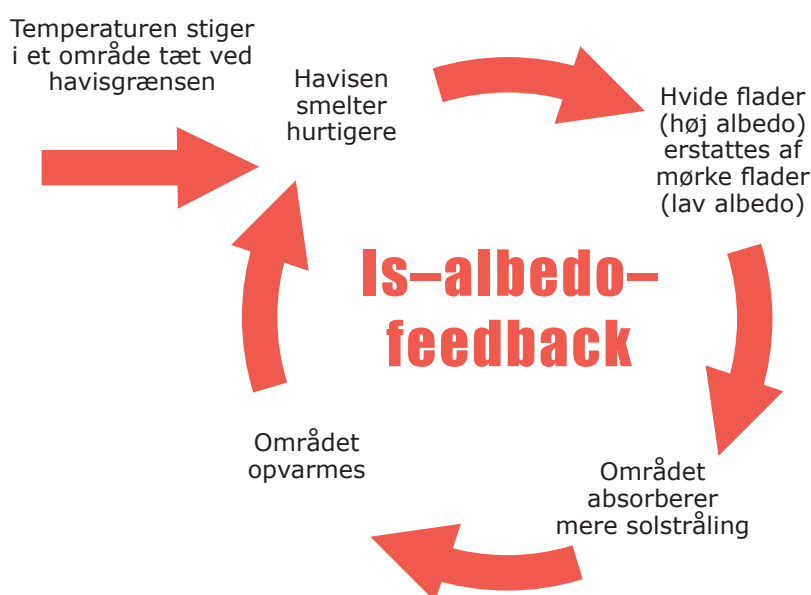 Temperaturen stiger
i et område tæt ved
havisgrænsen
Havisen
smelter
hurtigere
Hvide flader
(høj albedo)
erstattes af
mørke flader
(lav albedo)
Is–albedo–
feedback
Området
absorberer
mere solstråling
Området
opvarmes